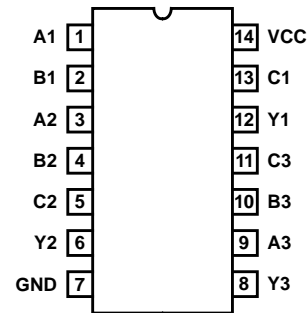 A1 1 14 VCC
B1 2 13 C1
A2 3 12 Y1
B2 4 11 C3
C2 5 10 B3
Y2 6 9 A3
GND 7 8 Y3